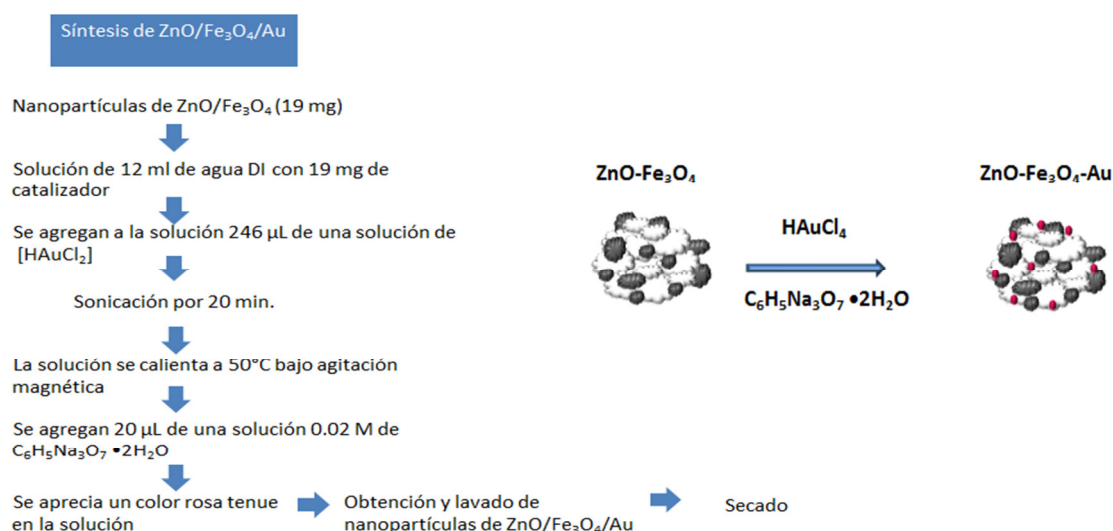 Síntesis de ZnO/Fe₃O₄/Au
Nanopartículas de ZnO/Fe₃O₄ (19 mg)
Solución de 12 ml de agua DI con 19 mg de
catalizador
Se agregan a la solución 246 µL de una solución de
[HAuCl₂]
Sonicación por 20 min.
La solución se calienta a 50°C bajo agitación
magnética
Se agregan 20 µL de una solución 0.02 M de
C₆H₅Na₃O₇ •2H₂O
Se aprecia un color rosa tenue
en la solución
Obtención y lavado de
nanopartículas de ZnO/Fe₃O₄/Au
Secado
ZnO-Fe₃O₄
HAuCl₄
C₆H₅Na₃O₇ •2H₂O
ZnO-Fe₃O₄-Au